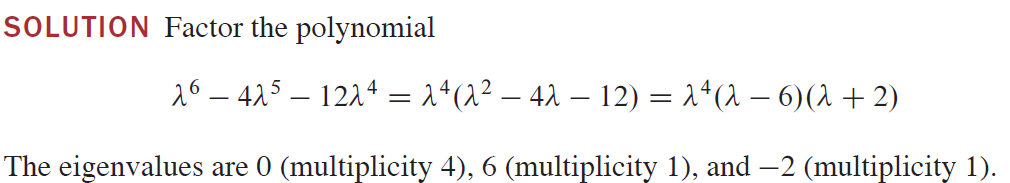 SOLUTION Factor the polynomial
λ⁶ − 4λ⁵ − 12λ⁴ = λ⁴(λ² − 4λ − 12) = λ⁴(λ − 6)(λ + 2)
The eigenvalues are 0 (multiplicity 4), 6 (multiplicity 1), and −2 (multiplicity 1).